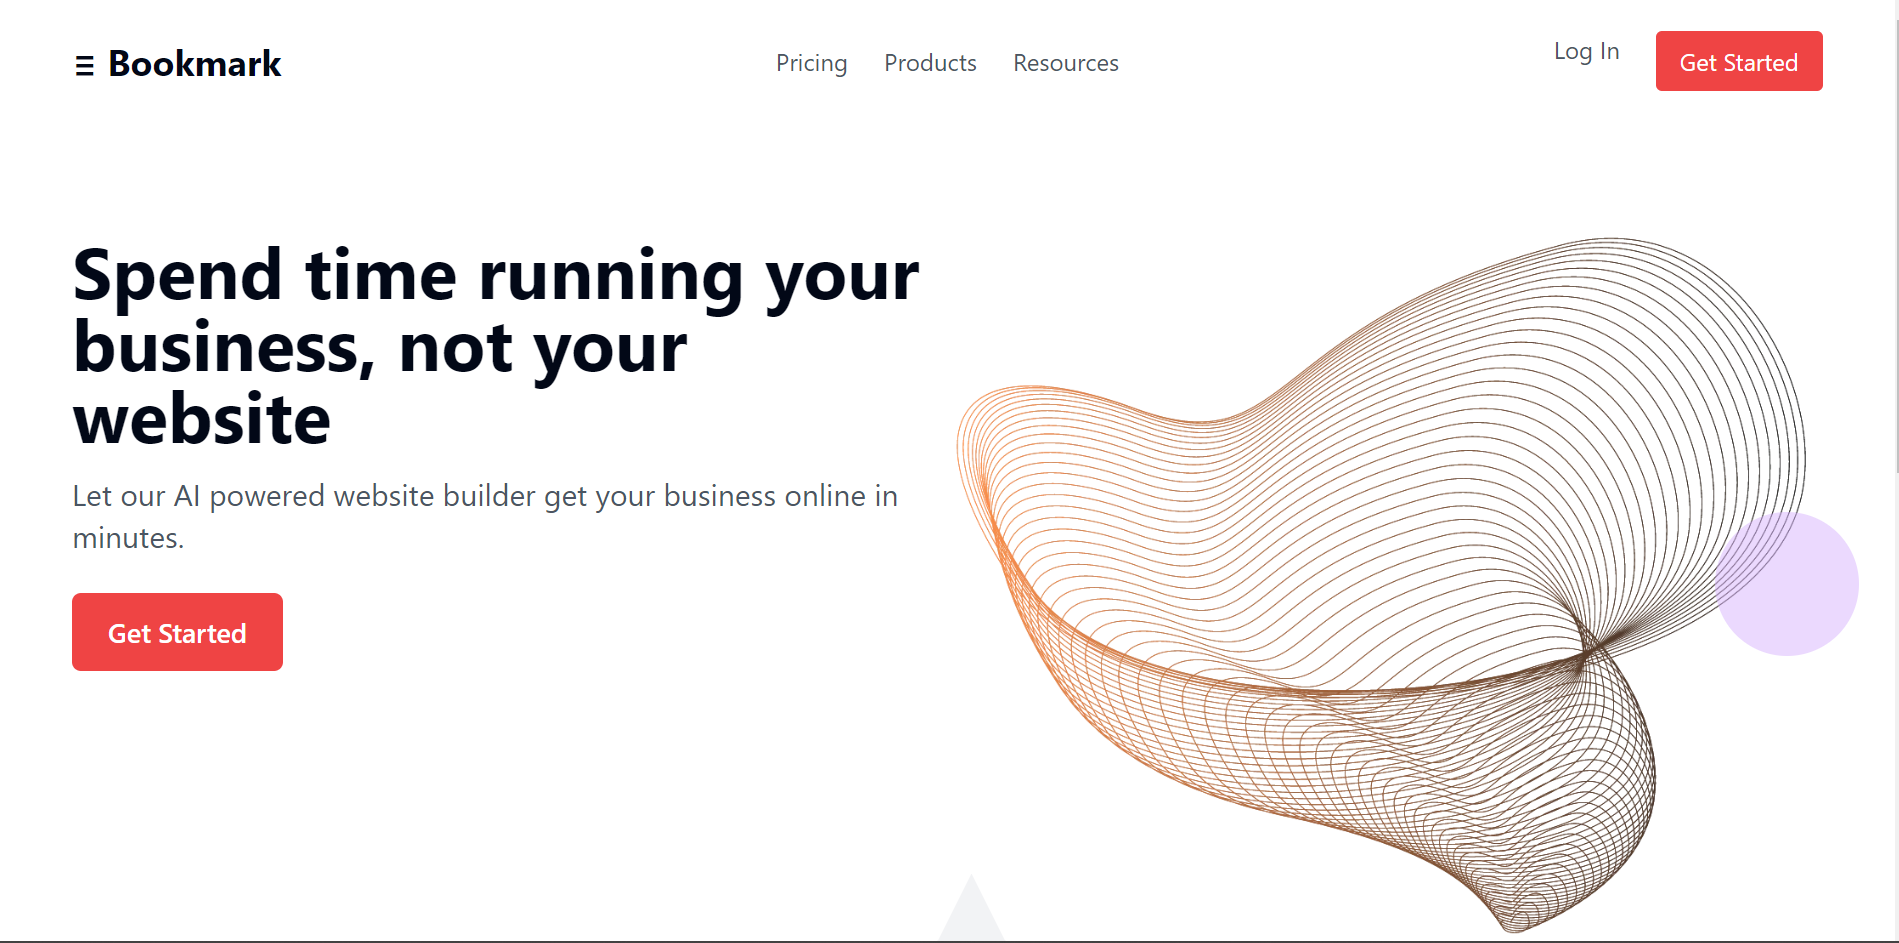 Bookmark
Pricing Products Resources
Log In
Get Started
Spend time running your
business, not your
website
Let our AI powered website builder get your business online in
minutes.
Get Started